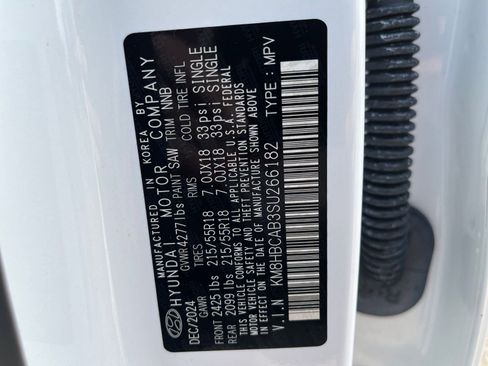 MANUFACTURED IN KOREA BY
HYUNDAI MOTOR COMPANY
DEC/2024 GVWR 4277 lbs PAINT SAW TRIM NNB
GAWR TIRES RIMS COLD TIRE INFL
FRONT 2425 lbs 215/55R18 7.0JX18 33psi SINGLE
REAR 2099 lbs 215/55R18 7.0JX18 33psi SINGLE
THIS VEHICLE CONFORMS TO ALL APPLICABLE U.S.A. FEDERAL
MOTOR VEHICLE SAFETY AND THEFT PREVENTION STANDARDS
IN EFFECT ON THE DATE OF MANUFACTURE SHOWN ABOVE
V.I.N : KM8HBCAB3SU266182 TYPE : MPV